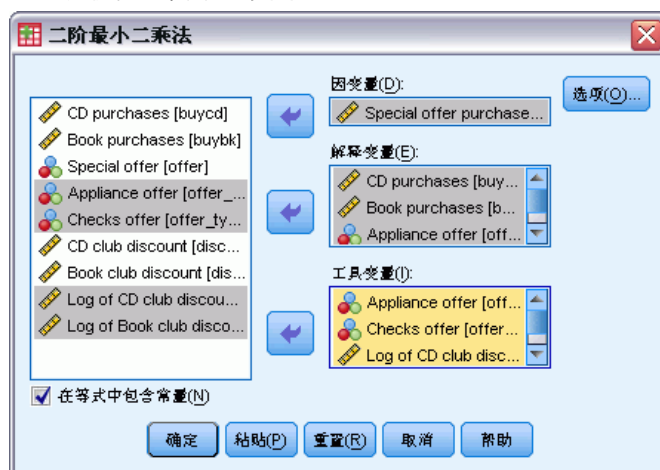 二阶最小二乘法
CD purchases [buycd]
Book purchases [buybk]
Special offer [offer]
Appliance offer [offer_...
Checks offer [offer_ty...
CD club discount [disc...
Book club discount [dis...
Log of CD club discou...
Log of Book club disco...
在等式中包含常量(N)
因变量(D):
Special offer purchase...
解释变量(E):
CD purchases [buy...
Book purchases [b...
Appliance offer [off...
工具变量(I):
Appliance offer [off...
Checks offer [offer...
Log of CD club disc...
选项(O)...
确定
粘贴(P)
重置(R)
取消
帮助